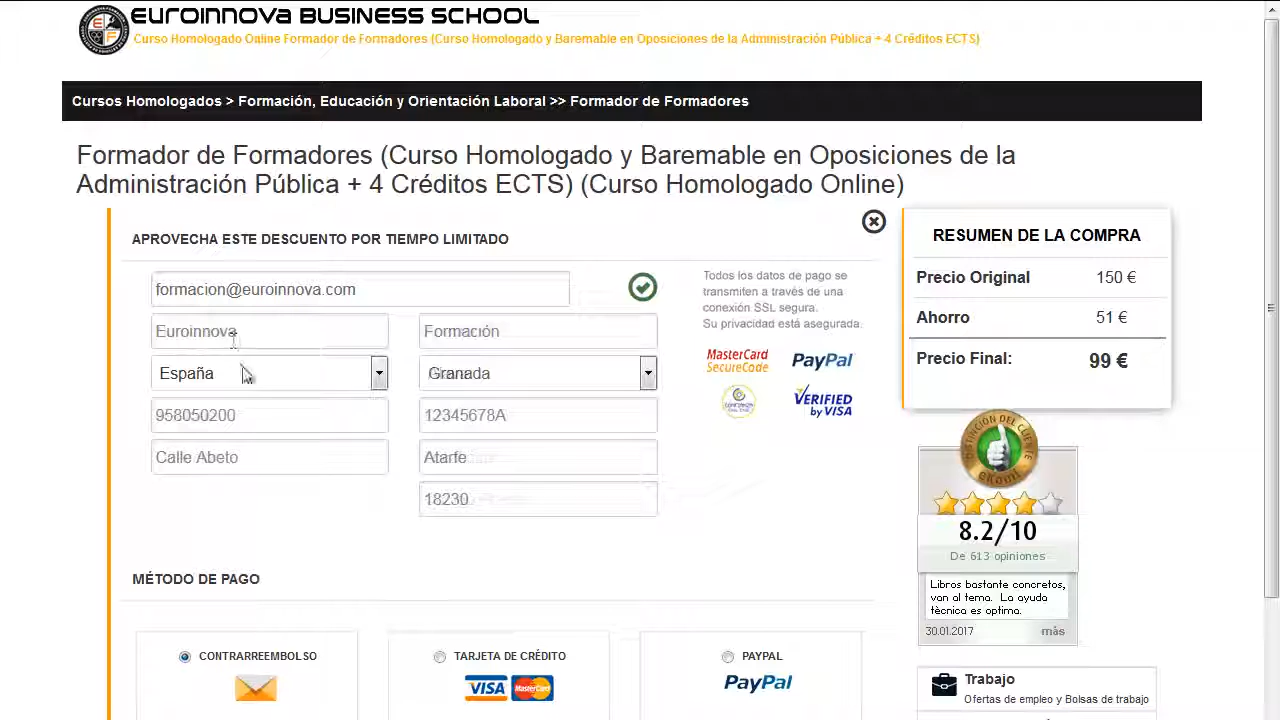 EUROINNOVA BUSINESS SCHOOL
Curso Homologado Online Formador de Formadores (Curso Homologado y Baremable en Oposiciones de la Administración Pública + 4 Créditos ECTS)
Cursos Homologados > Formación, Educación y Orientación Laboral >> Formador de Formadores
Formador de Formadores (Curso Homologado y Baremable en Oposiciones de la
Administración Pública + 4 Créditos ECTS) (Curso Homologado Online)
APROVECHA ESTE DESCUENTO POR TIEMPO LIMITADO
formacion@euroinnova.com
Euroinnova
Formación
España
Granada
958050200
12345678A
Calle Abeto
Atarfe
18230
Todos los datos de pago se
transmiten a través de una
conexión SSL segura.
Su privacidad está asegurada.
MasterCard
SecureCode
PayPal
VERIFIED
by VISA
MÉTODO DE PAGO
CONTRARREEMBOLSO
TARJETA DE CRÉDITO
VISA
MasterCard
PAYPAL
PayPal
RESUMEN DE LA COMPRA
Precio Original 150 €
Ahorro 51 €
Precio Final: 99 €
DISTINCIÓN DEL CLIENTE
eKomi
8.2/10
De 613 opiniones
Libros bastante concretos,
van al tema. La ayuda
tècnica es optima.
30.01.2017 más
Trabajo
Ofertas de empleo y Bolsas de trabajo